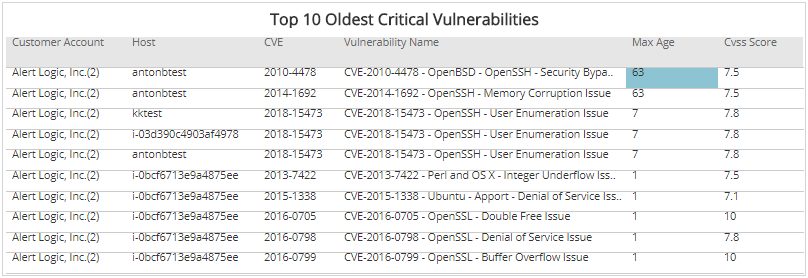 Top 10 Oldest Critical Vulnerabilities
Customer Account Host CVE Vulnerability Name Max Age Cvss Score
Alert Logic, Inc.(2) antonbtest 2010-4478 CVE-2010-4478 - OpenBSD - OpenSSH - Security Bypa.. 63 7.5
Alert Logic, Inc.(2) antonbtest 2014-1692 CVE-2014-1692 - OpenSSH - Memory Corruption Issue 63 7.5
Alert Logic, Inc.(2) kktest 2018-15473 CVE-2018-15473 - OpenSSH - User Enumeration Issue 7 7.8
Alert Logic, Inc.(2) i-03d390c4903af4978 2018-15473 CVE-2018-15473 - OpenSSH - User Enumeration Issue 7 7.8
Alert Logic, Inc.(2) antonbtest 2018-15473 CVE-2018-15473 - OpenSSH - User Enumeration Issue 7 7.8
Alert Logic, Inc.(2) i-0bcf6713e9a4875ee 2013-7422 CVE-2013-7422 - Perl and OS X - Integer Underflow Iss.. 1 7.5
Alert Logic, Inc.(2) i-0bcf6713e9a4875ee 2015-1338 CVE-2015-1338 - Ubuntu - Apport - Denial of Service Iss.. 1 7.1
Alert Logic, Inc.(2) i-0bcf6713e9a4875ee 2016-0705 CVE-2016-0705 - OpenSSL - Double Free Issue 1 10
Alert Logic, Inc.(2) i-0bcf6713e9a4875ee 2016-0798 CVE-2016-0798 - OpenSSL - Denial of Service Issue 1 7.8
Alert Logic, Inc.(2) i-0bcf6713e9a4875ee 2016-0799 CVE-2016-0799 - OpenSSL - Buffer Overflow Issue 1 10